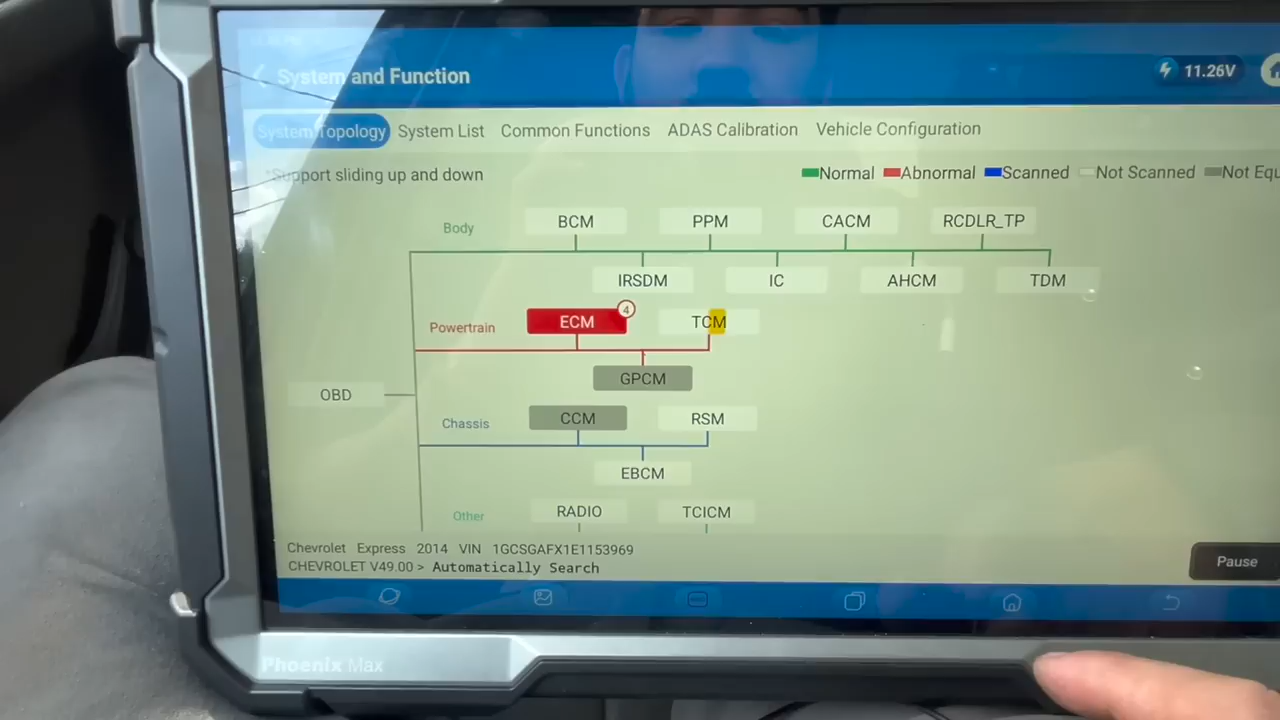 System and Function
11.26V
System Topology System List Common Functions ADAS Calibration Vehicle Configuration
*Support sliding up and down
Normal Abnormal Scanned Not Scanned Not Equ
Body
BCM PPM CACM RCDLR_TP
IRSDM IC AHCM TDM
4
Powertrain
ECM TCM
GPCM
OBD
Chassis
CCM RSM
EBCM
Other
RADIO TCICM
Chevrolet Express 2014 VIN 1GCSGAFX1E1153969
CHEVROLET V49.00 > Automatically Search
Pause
Phoenix Max